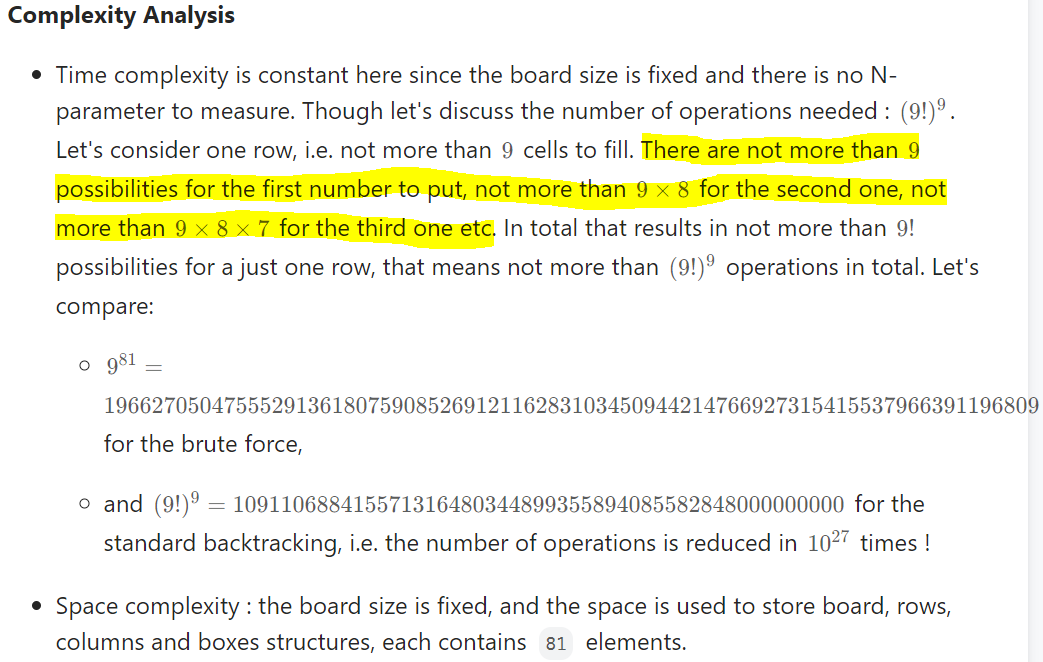 Complexity Analysis
• Time complexity is constant here since the board size is fixed and there is no N-
parameter to measure. Though let's discuss the number of operations needed : (9!)⁹.
Let's consider one row, i.e. not more than 9 cells to fill. There are not more than 9
possibilities for the first number to put, not more than 9 × 8 for the second one, not
more than 9 × 8 × 7 for the third one etc. In total that results in not more than 9!
possibilities for a just one row, that means not more than (9!)⁹ operations in total. Let's
compare:
○ 9⁸¹ =
196627050475552913618075908526912116283103450944214766927315415537966391196809
for the brute force,
○ and (9!)⁹ = 109110688415571316480344899355894085582848000000000 for the
standard backtracking, i.e. the number of operations is reduced in 10²⁷ times !
• Space complexity : the board size is fixed, and the space is used to store board, rows,
columns and boxes structures, each contains 81 elements.